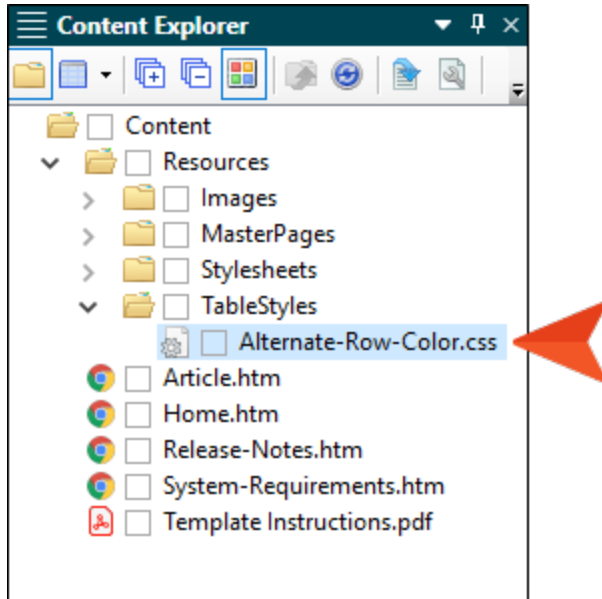 Content Explorer
Content
Resources
Images
MasterPages
Stylesheets
TableStyles
Alternate-Row-Color.css
Article.htm
Home.htm
Release-Notes.htm
System-Requirements.htm
Template Instructions.pdf